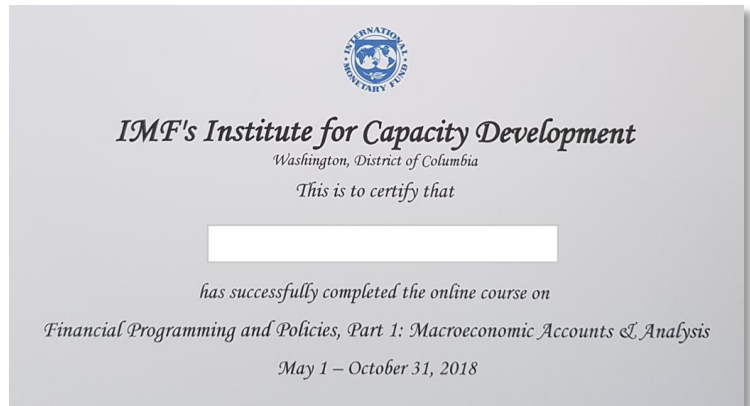 INTERNATIONAL MONETARY FUND
IMF's Institute for Capacity Development
Washington, District of Columbia
This is to certify that
has successfully completed the online course on
Financial Programming and Policies, Part 1: Macroeconomic Accounts & Analysis
May 1 – October 31, 2018